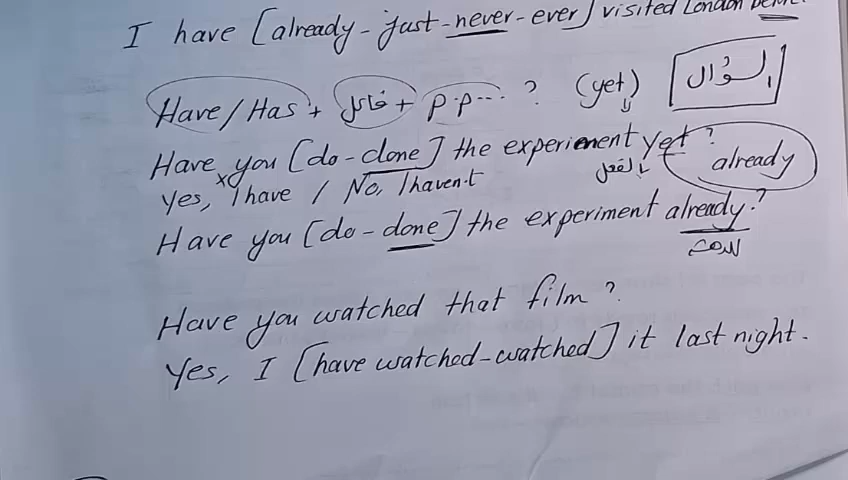 I have [already - just - never - ever] visited London before.
Have / Has + فاعل + p.p... ? (yet) السؤال
Have you [do - done] the experiment yet? already
Yes, I have / No, I haven't بالفعل
Have you [do - done] the experiment already?
Have you watched that film?
Yes, I [have watched - watched] it last night.